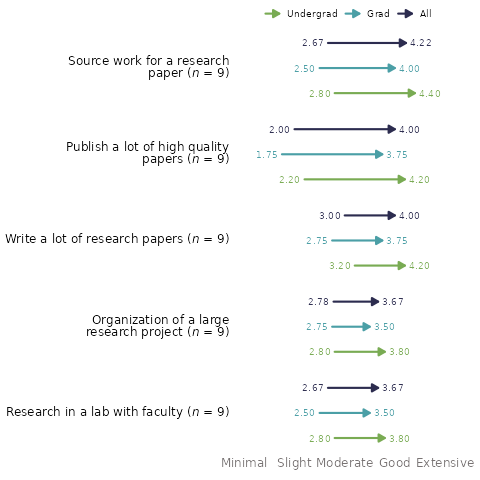 Undergrad Grad All
Source work for a research
paper (n = 9)
2.67 4.22
2.50 4.00
2.80 4.40
Publish a lot of high quality
papers (n = 9)
2.00 4.00
1.75 3.75
2.20 4.20
Write a lot of research papers (n = 9)
3.00 4.00
2.75 3.75
3.20 4.20
Organization of a large
research project (n = 9)
2.78 3.67
2.75 3.50
2.80 3.80
Research in a lab with faculty (n = 9)
2.67 3.67
2.50 3.50
2.80 3.80
Minimal Slight Moderate Good Extensive